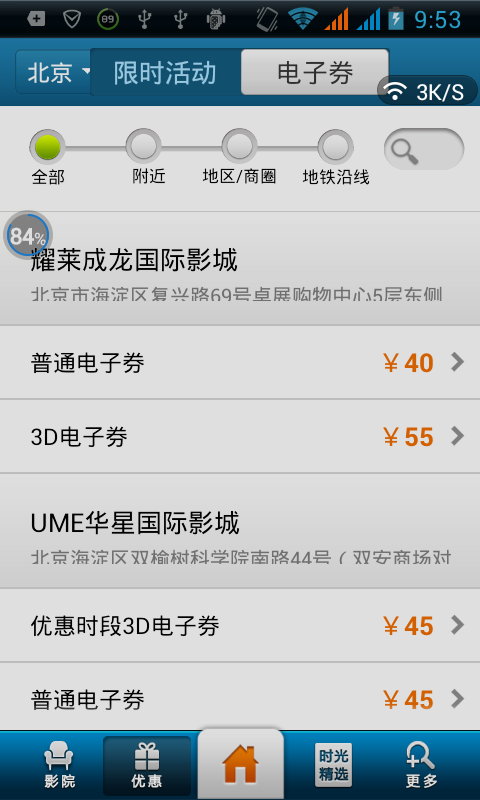 89 9:53
北京 限时活动 电子券
3K/S
全部 附近 地区/商圈 地铁沿线
84%
耀莱成龙国际影城
北京市海淀区复兴路69号卓展购物中心5层东侧
普通电子券 ¥40
3D电子券 ¥55
UME华星国际影城
北京海淀区双榆树科学院南路44号（双安商场对
优惠时段3D电子券 ¥45
普通电子券 ¥45
影院 优惠 时光精选 更多